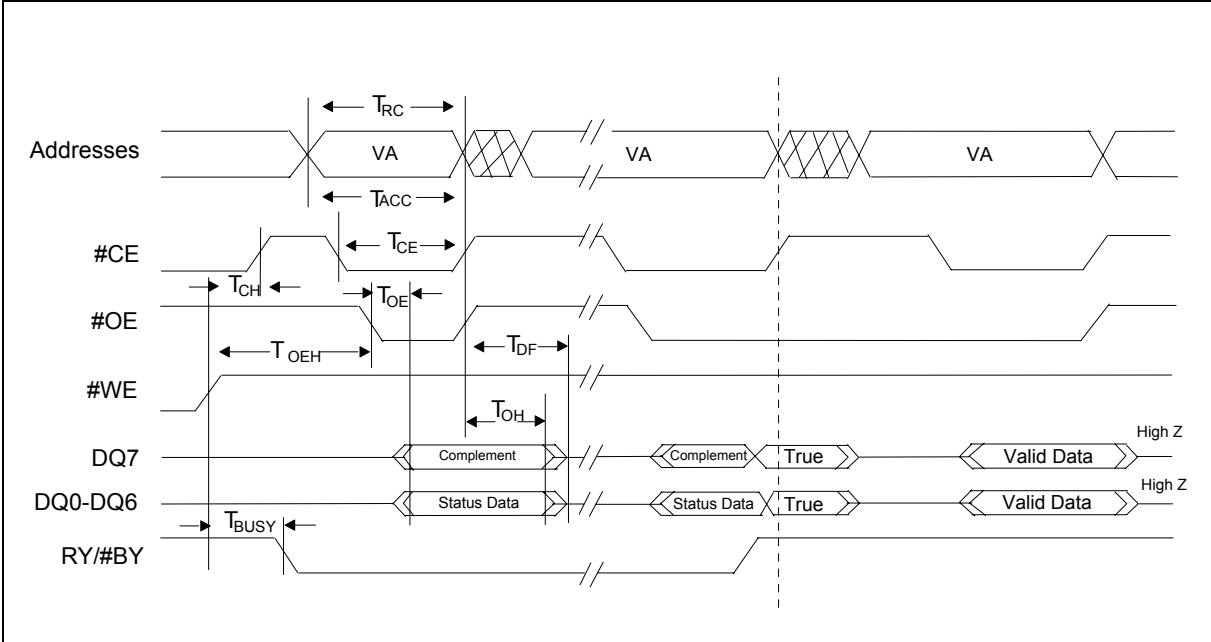 TRC
Addresses VA VA VA
TACC
#CE TCE
TCH
#OE TOE
TOEH TDF
#WE
TOH
High Z
DQ7 Complement Complement True Valid Data
High Z
DQ0-DQ6 Status Data Status Data True Valid Data
TBUSY
RY/#BY